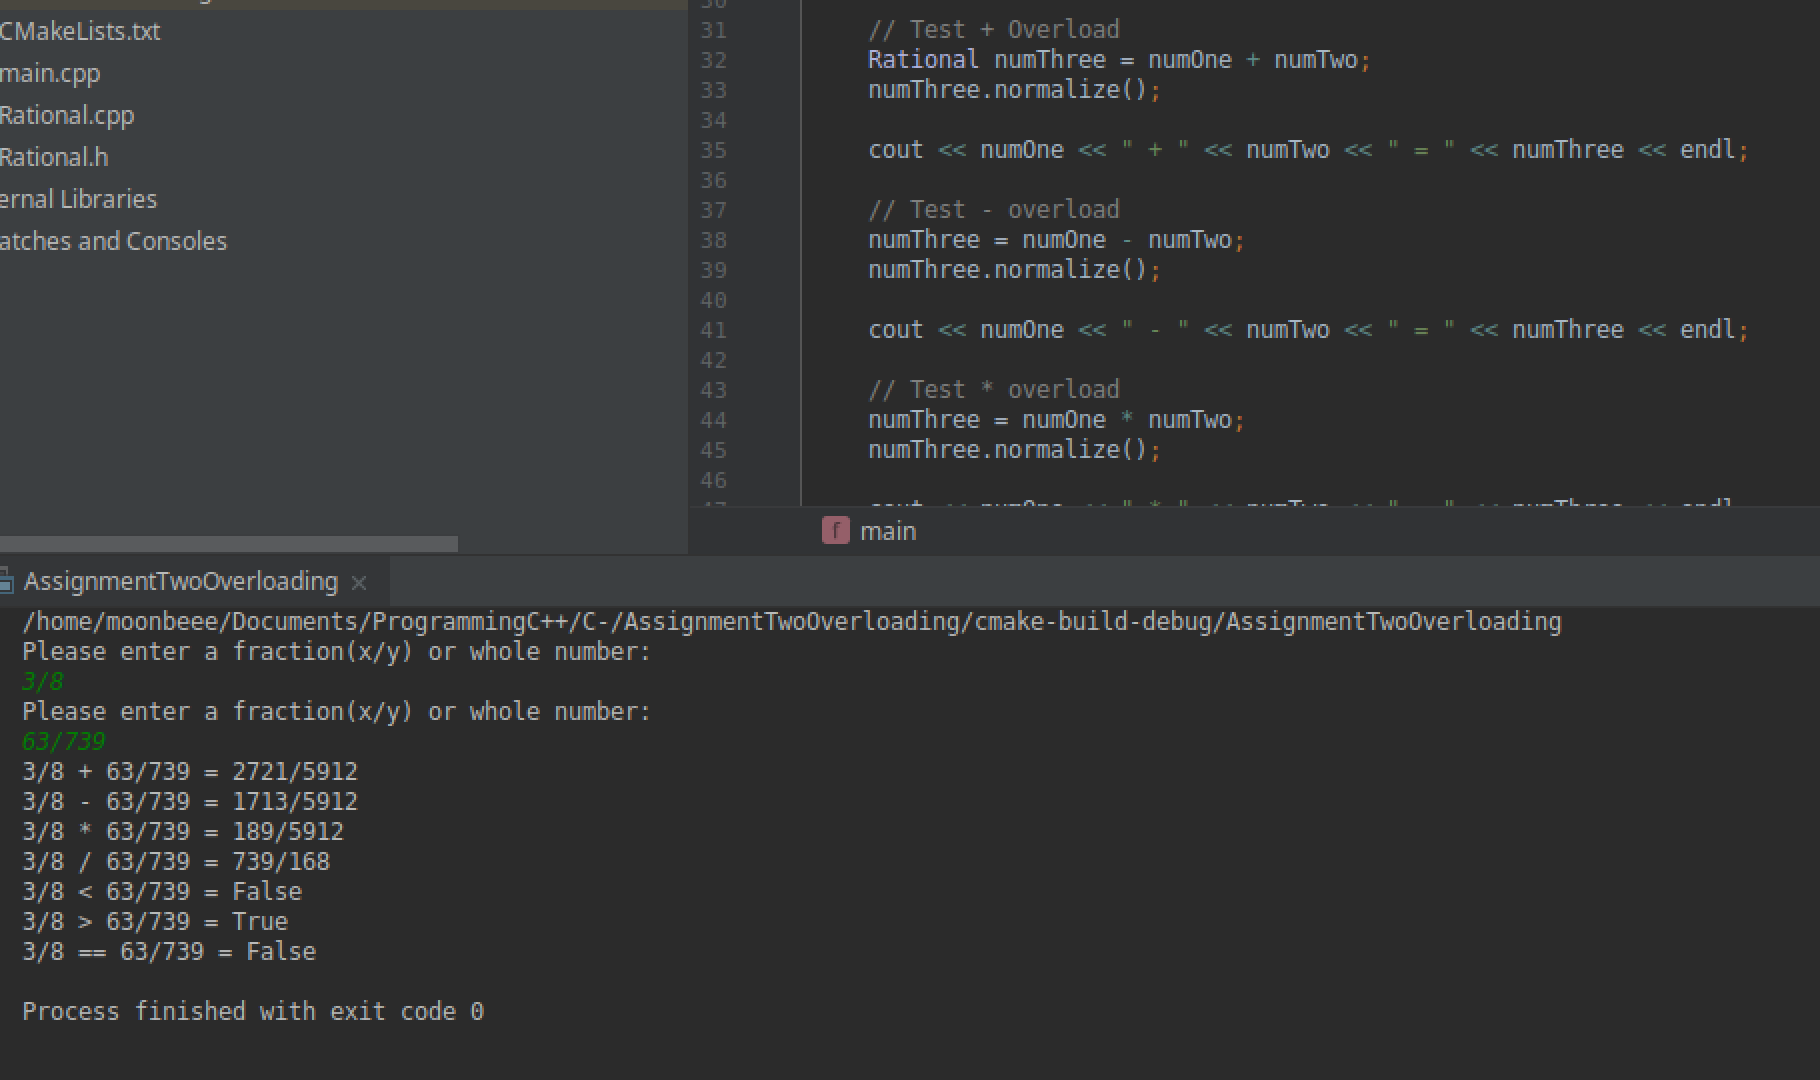 CMakeLists.txt
main.cpp
Rational.cpp
Rational.h
ernal Libraries
atches and Consoles
30
31 // Test + Overload
32 Rational numThree = numOne + numTwo;
33 numThree.normalize();
34
35 cout << numOne << " + " << numTwo << " = " << numThree << endl;
36
37 // Test - overload
38 numThree = numOne - numTwo;
39 numThree.normalize();
40
41 cout << numOne << " - " << numTwo << " = " << numThree << endl;
42
43 // Test * overload
44 numThree = numOne * numTwo;
45 numThree.normalize();
46
47 cout << numOne << " * " << numTwo << " = " << numThree << endl
f main
AssignmentTwoOverloading
/home/moonbeee/Documents/ProgrammingC++/C-/AssignmentTwoOverloading/cmake-build-debug/AssignmentTwoOverloading
Please enter a fraction(x/y) or whole number:
3/8
Please enter a fraction(x/y) or whole number:
63/739
3/8 + 63/739 = 2721/5912
3/8 - 63/739 = 1713/5912
3/8 * 63/739 = 189/5912
3/8 / 63/739 = 739/168
3/8 < 63/739 = False
3/8 > 63/739 = True
3/8 == 63/739 = False
Process finished with exit code 0